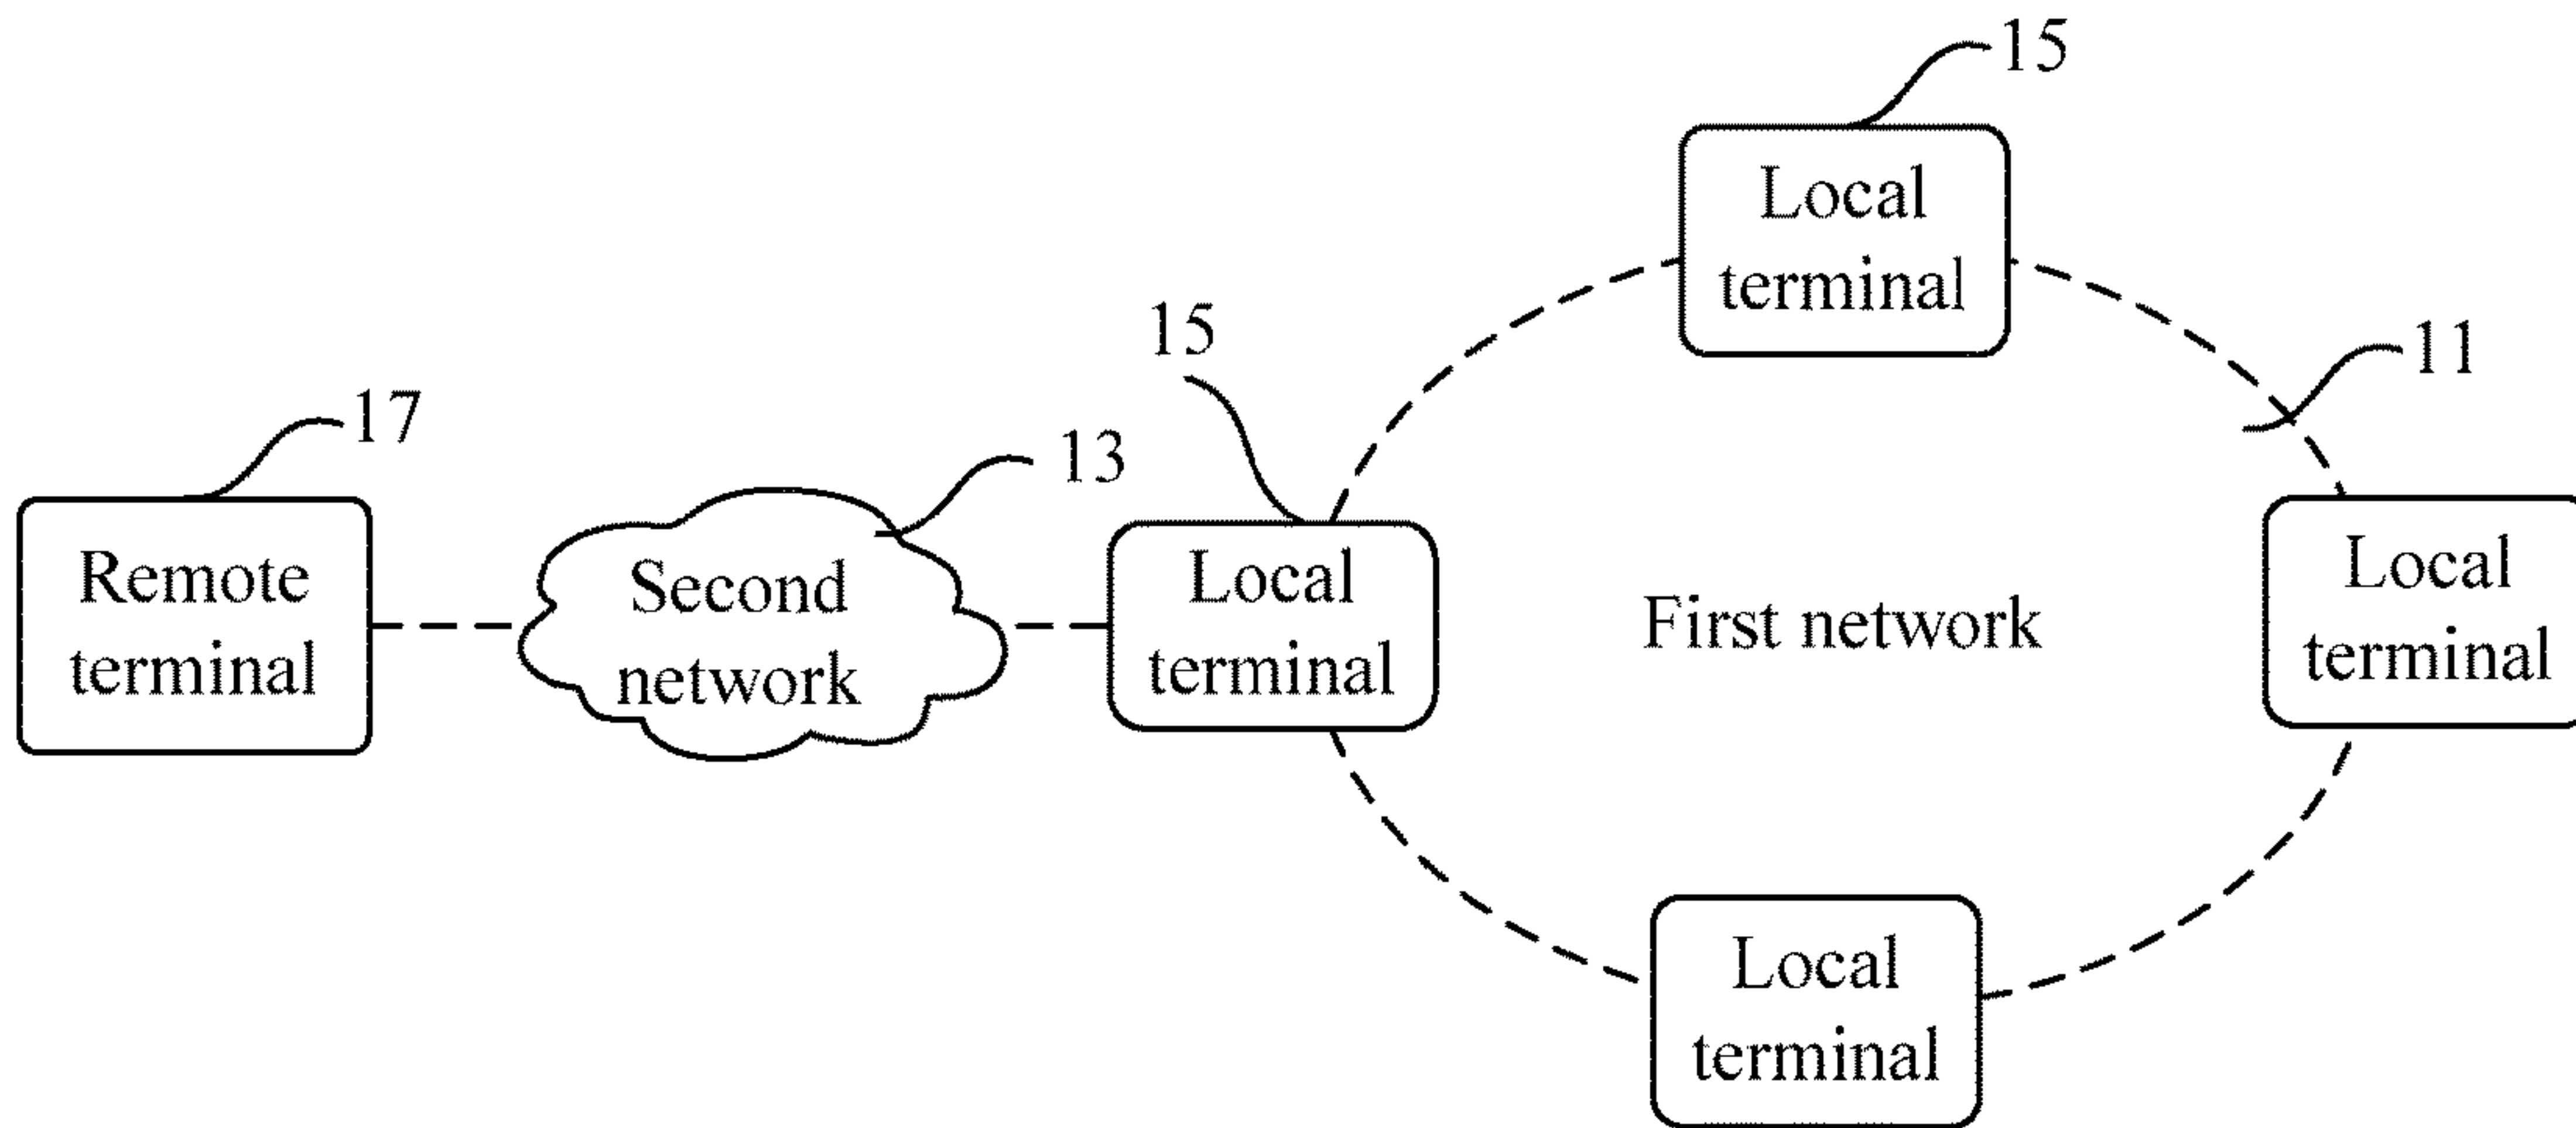 15
Local
terminal
15
11
17
13
Remote
terminal
Second
network
Local
terminal
First network
Local
terminal
Local
terminal